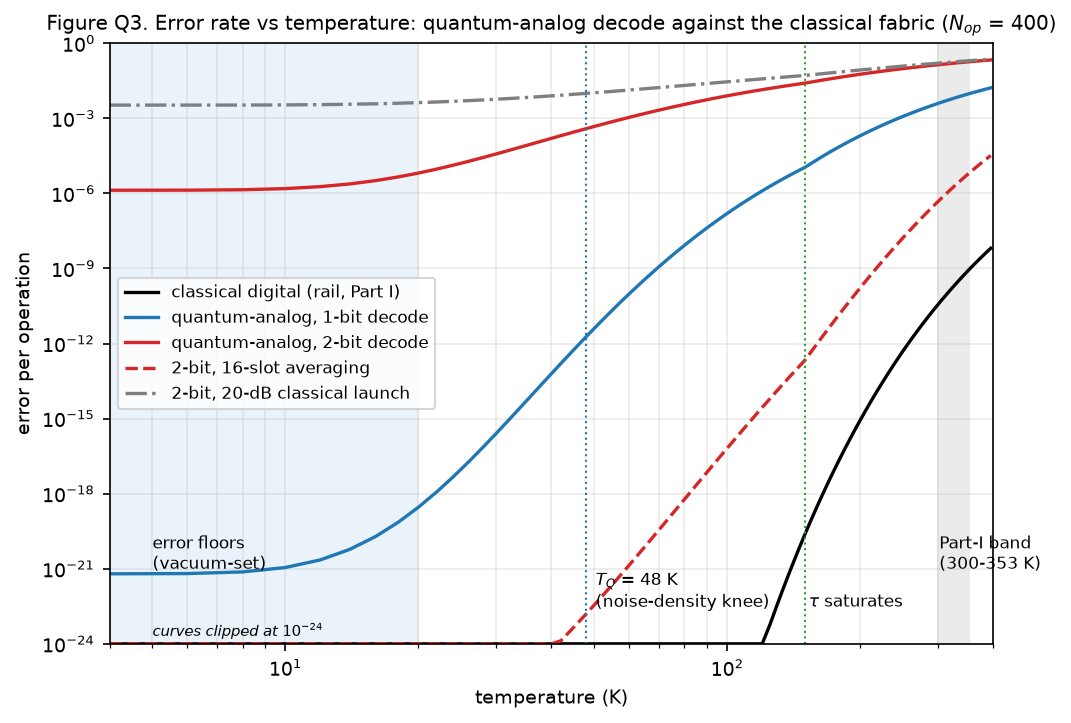 Figure Q3. Error rate vs temperature: quantum-analog decode against the classical fabric (N_op = 400)
10^0
10^−3
10^−6
10^−9
10^−12
10^−15
10^−18
10^−21
10^−24
error per operation
classical digital (rail, Part I)
quantum-analog, 1-bit decode
quantum-analog, 2-bit decode
2-bit, 16-slot averaging
2-bit, 20-dB classical launch
error floors
(vacuum-set)
curves clipped at 10^−24
T_Q = 48 K
(noise-density knee)
τ saturates
Part-I band
(300-353 K)
10^1
10^2
temperature (K)